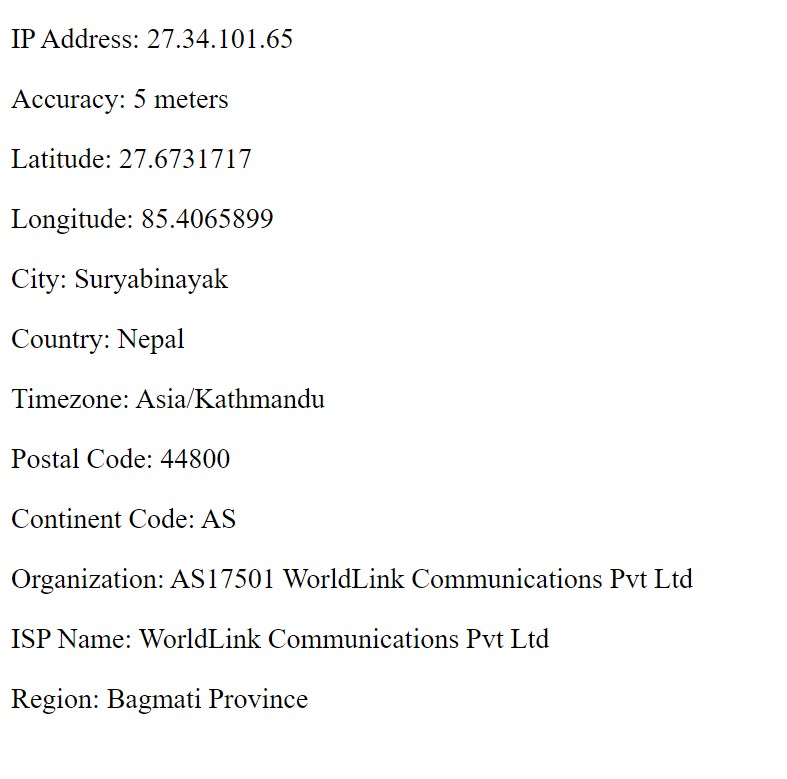 IP Address: 27.34.101.65
Accuracy: 5 meters
Latitude: 27.6731717
Longitude: 85.4065899
City: Suryabinayak
Country: Nepal
Timezone: Asia/Kathmandu
Postal Code: 44800
Continent Code: AS
Organization: AS17501 WorldLink Communications Pvt Ltd
ISP Name: WorldLink Communications Pvt Ltd
Region: Bagmati Province